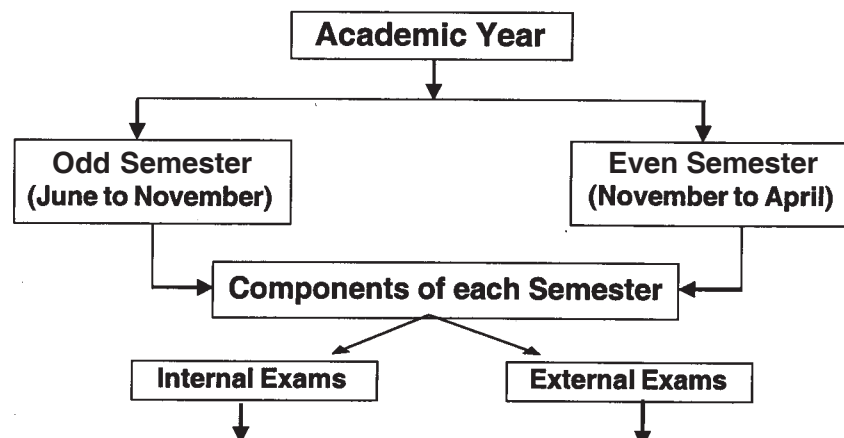 Academic Year
Odd Semester
(June to November)
Even Semester
(November to April)
Components of each Semester
Internal Exams
External Exams